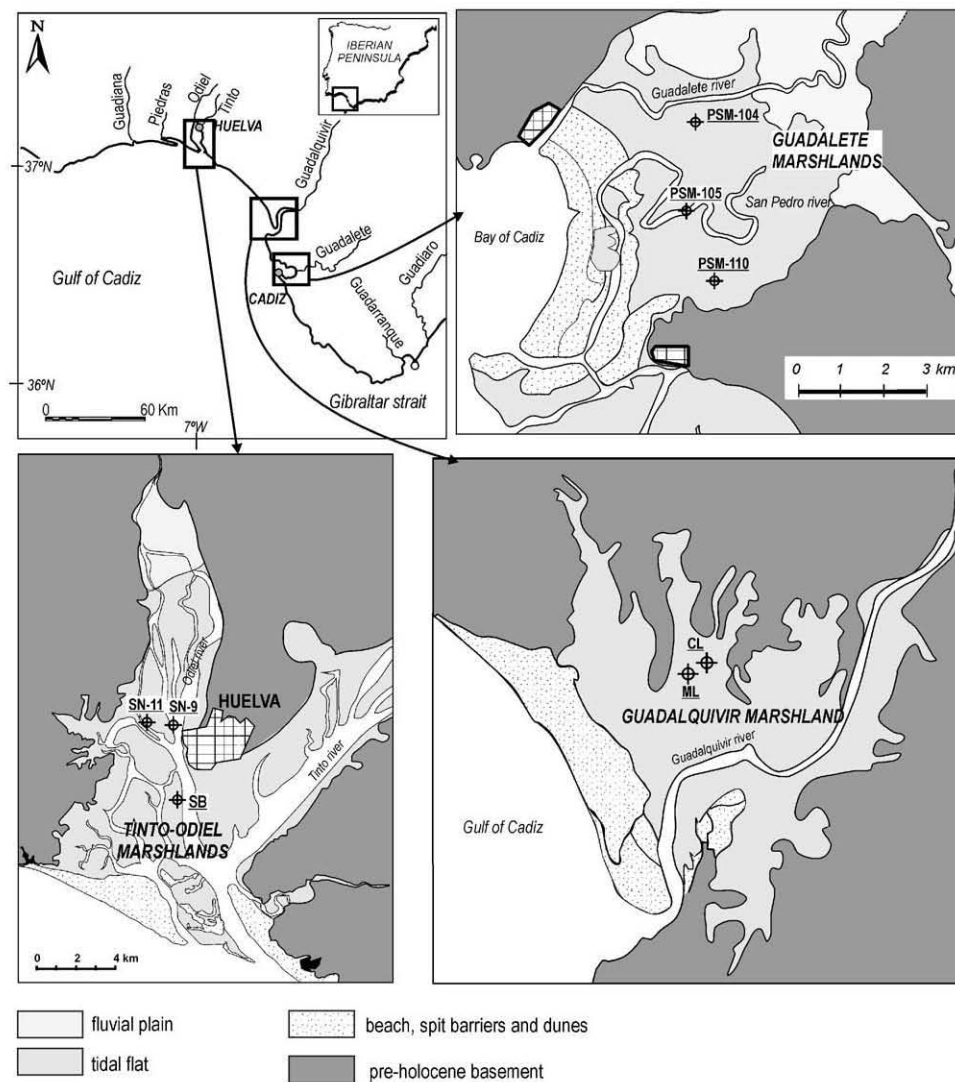 N
IBERIAN
PENINSULA
Guadiana
Piedras
Odiel
Tinto
HUELVA
Guadalquivir
37ºN
Guadalete
Guadiaro
Gulf of Cadiz
CADIZ
Guadarranque
36ºN
0 60 Km
Gibraltar strait
7ºW
Guadalete river
PSM-104
GUADALETE
MARSHLANDS
PSM-105
San Pedro river
Bay of Cadiz
PSM-110
0 1 2 3 km
Odiel river
SN-11 SN-9
HUELVA
Tinto river
SB
TINTO-ODIEL
MARSHLANDS
0 2 4 km
CL
ML
GUADALQUIVIR MARSHLAND
Guadalquivir river
Gulf of Cadiz
fluvial plain
tidal flat
beach, spit barriers and dunes
pre-holocene basement